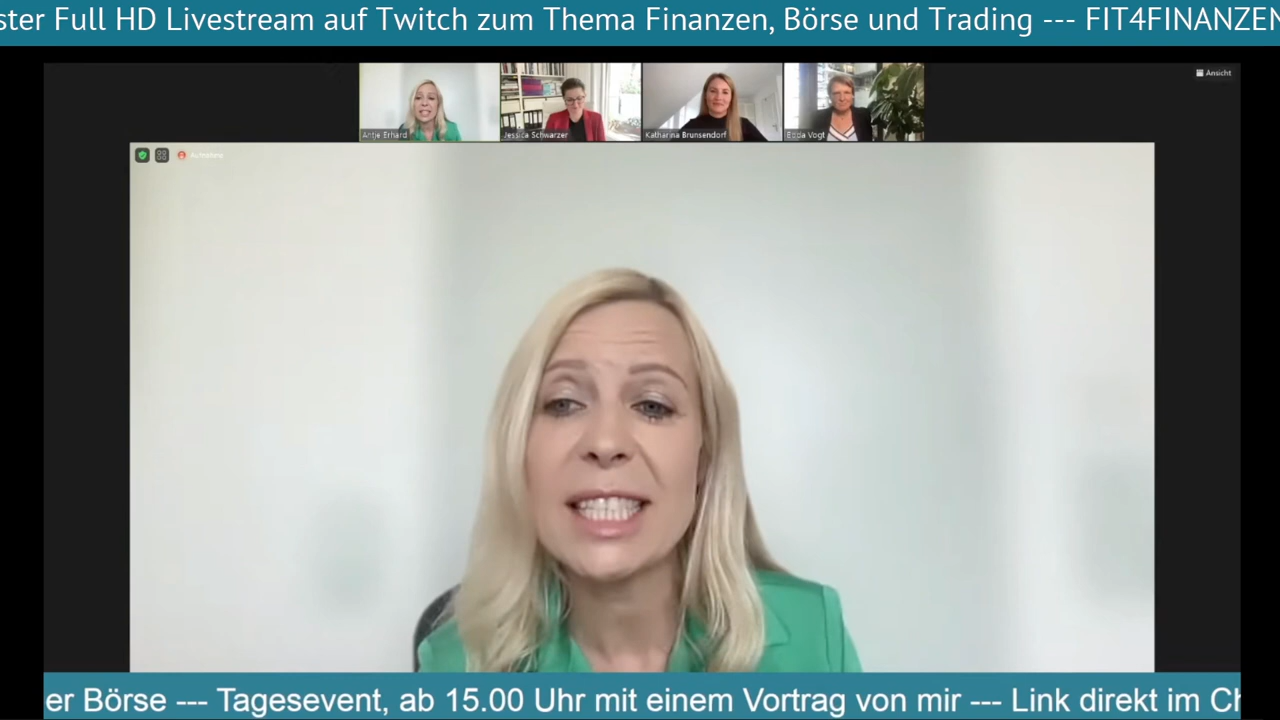 ster Full HD Livestream auf Twitch zum Thema Finanzen, Börse und Trading --- FIT4FINANZEN
Ansicht
Antje Erhard
Jessica Schwarzer
Katharina Brunsendorf
Edda Vogt
Aufnahme
er Börse --- Tagesevent, ab 15.00 Uhr mit einem Vortrag von mir --- Link direkt im Ch